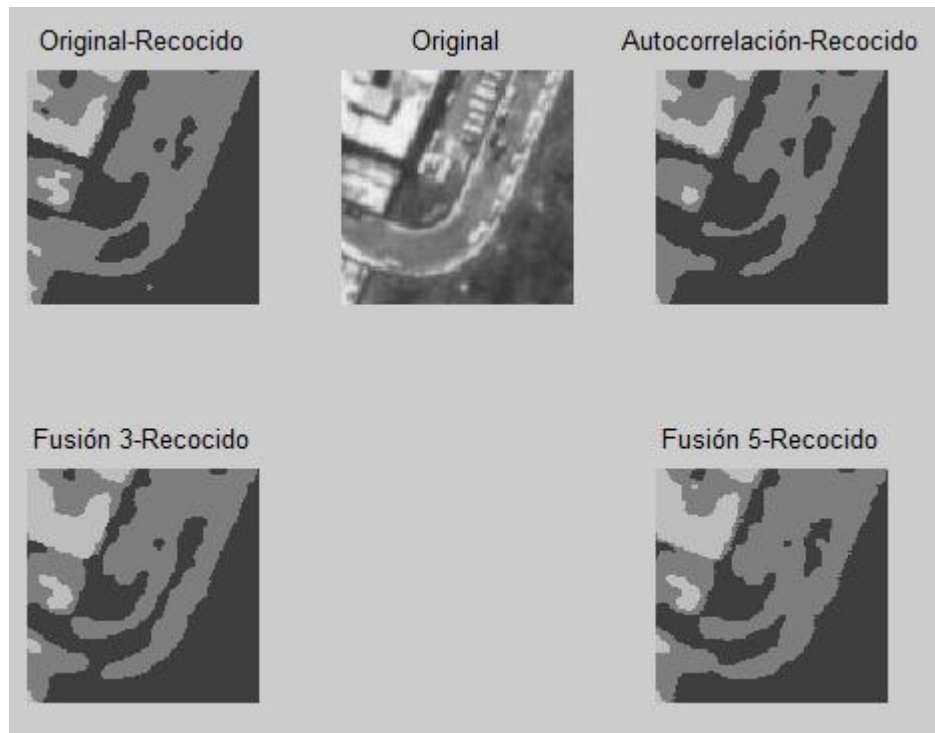 Original-Recocido
Original
Autocorrelación-Recocido
Fusión 3-Recocido
Fusión 5-Recocido